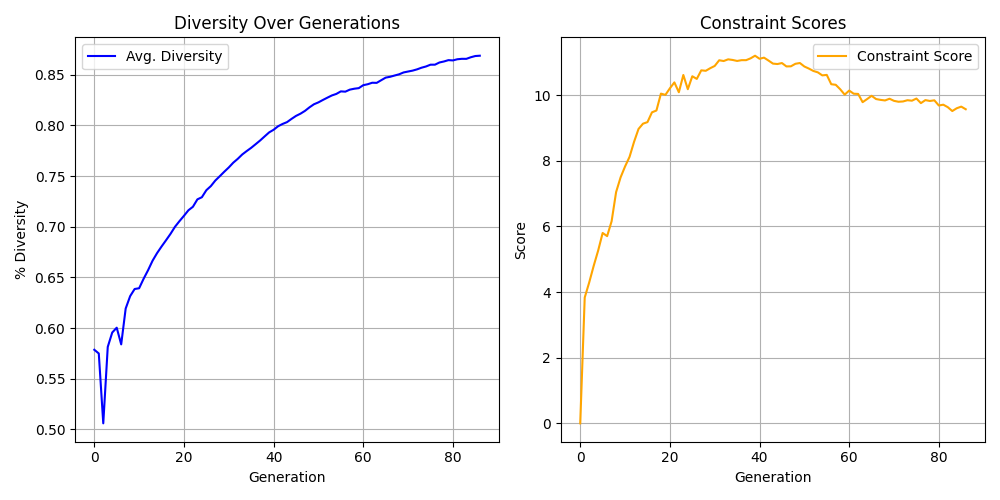 Diversity Over Generations
Avg. Diversity
% Diversity
0.85
0.80
0.75
0.70
0.65
0.60
0.55
0.50
0 20 40 60 80
Generation
Constraint Scores
Constraint Score
Score
10
8
6
4
2
0
0 20 40 60 80
Generation